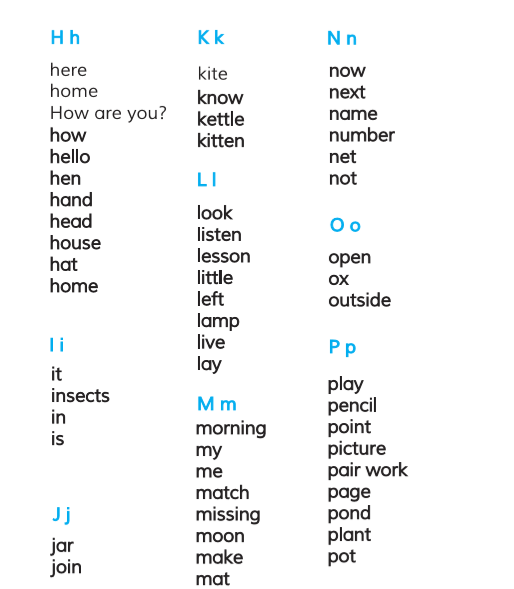 H h
here
home
How are you?
how
hello
hen
hand
head
house
hat
home
I i
it
insects
in
is
J j
jar
join
K k
kite
know
kettle
kitten
L l
look
listen
lesson
little
left
lamp
live
lay
M m
morning
my
me
match
missing
moon
make
mat
N n
now
next
name
number
net
not
O o
open
ox
outside
P p
play
pencil
point
picture
pair work
page
pond
plant
pot